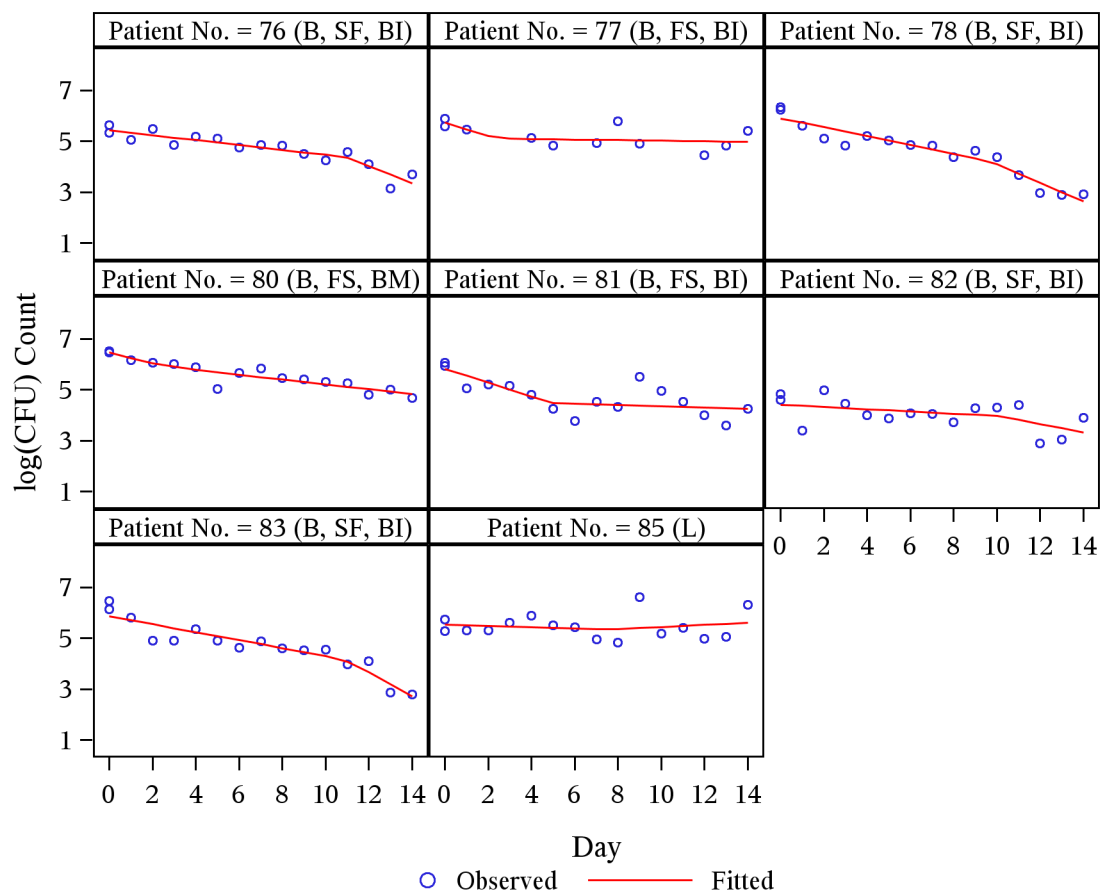 Patient No. = 76 (B, SF, BI) Patient No. = 77 (B, FS, BI) Patient No. = 78 (B, SF, BI)
7
5
3
1
Patient No. = 80 (B, FS, BM) Patient No. = 81 (B, FS, BI) Patient No. = 82 (B, SF, BI)
log(CFU) Count
7
5
3
1
Patient No. = 83 (B, SF, BI) Patient No. = 85 (L)
0 2 4 6 8 10 12 14
7
5
3
1
0 2 4 6 8 10 12 14 0 2 4 6 8 10 12 14
Day
Observed Fitted